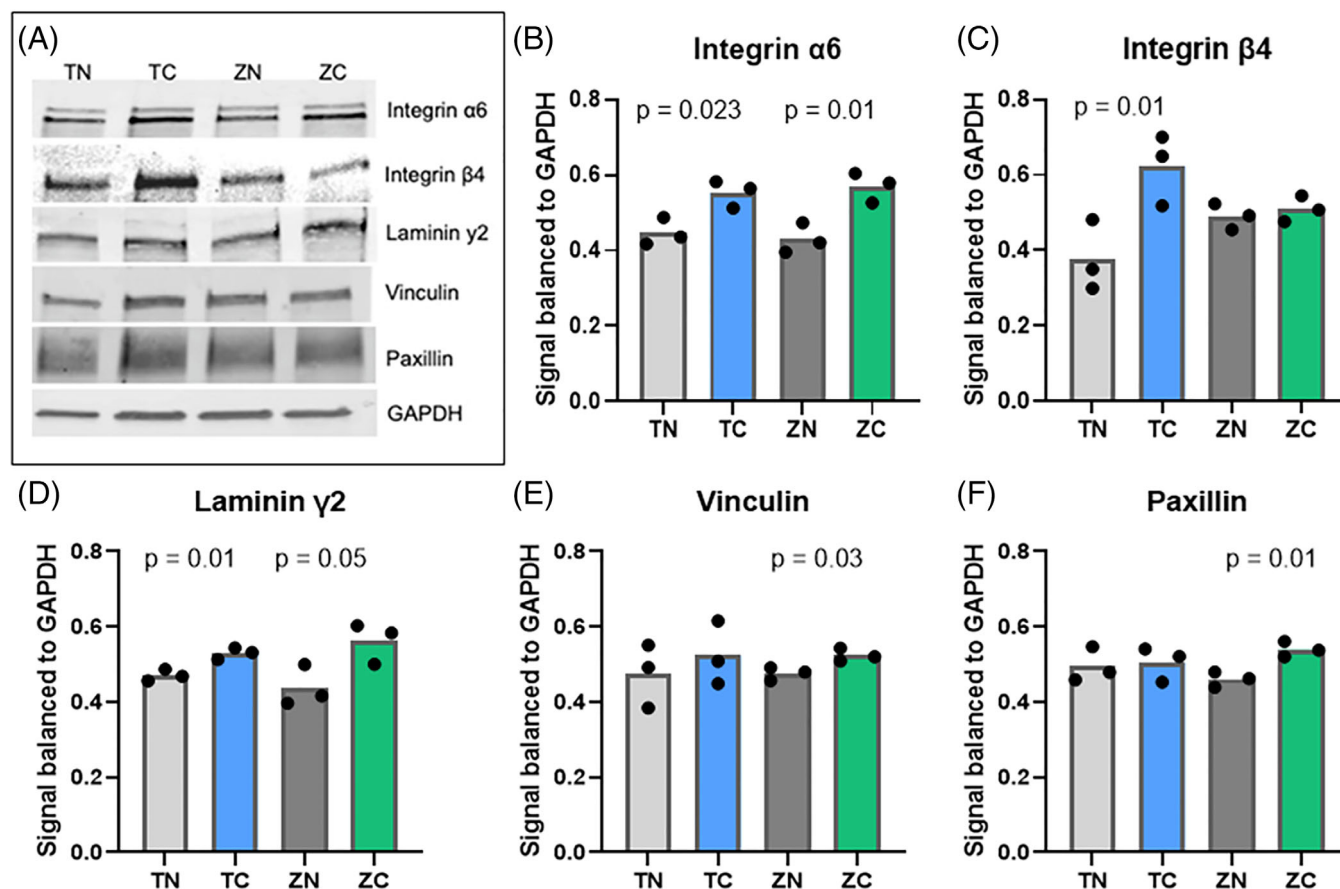 (A)
TN TC ZN ZC
Integrin α6
Integrin β4
Laminin γ2
Vinculin
Paxillin
GAPDH
(B) Integrin α6
Signal balanced to GAPDH
0.8
0.6
0.4
0.2
0.0
p = 0.023 p = 0.01
TN TC ZN ZC
(C) Integrin β4
Signal balanced to GAPDH
0.8
0.6
0.4
0.2
0.0
p = 0.01
TN TC ZN ZC
(D) Laminin γ2
Signal balanced to GAPDH
0.8
0.6
0.4
0.2
0.0
p = 0.01 p = 0.05
TN TC ZN ZC
(E) Vinculin
Signal balanced to GAPDH
0.8
0.6
0.4
0.2
0.0
p = 0.03
TN TC ZN ZC
(F) Paxillin
Signal balanced to GAPDH
0.8
0.6
0.4
0.2
0.0
p = 0.01
TN TC ZN ZC